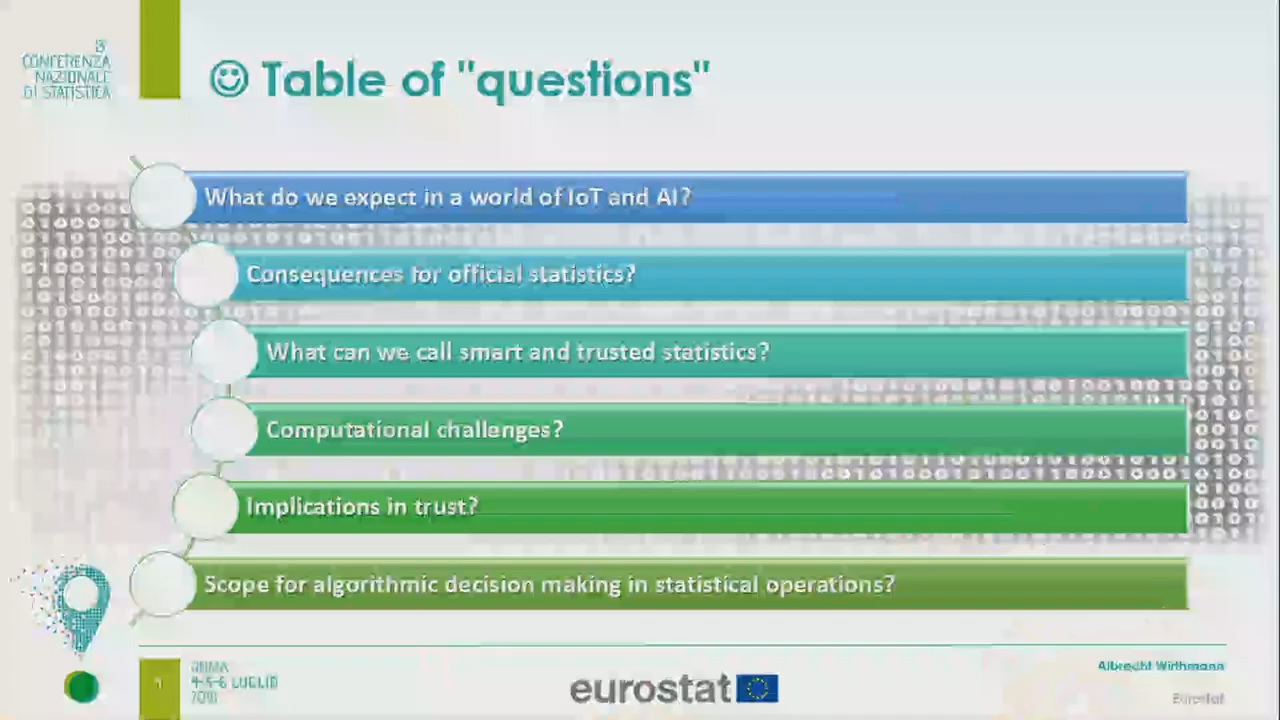 CONFERENZA
NAZIONALE
DI STATISTICA
☺ Table of "questions"
What do we expect in a world of IoT and AI?
Consequences for official statistics?
What can we call smart and trusted statistics?
Computational challenges?
Implications in trust?
Scope for algorithmic decision making in statistical operations?
ROMA
4-5-6 LUGLIO
2018
eurostat
Albrecht Wirthmann
Eurostat